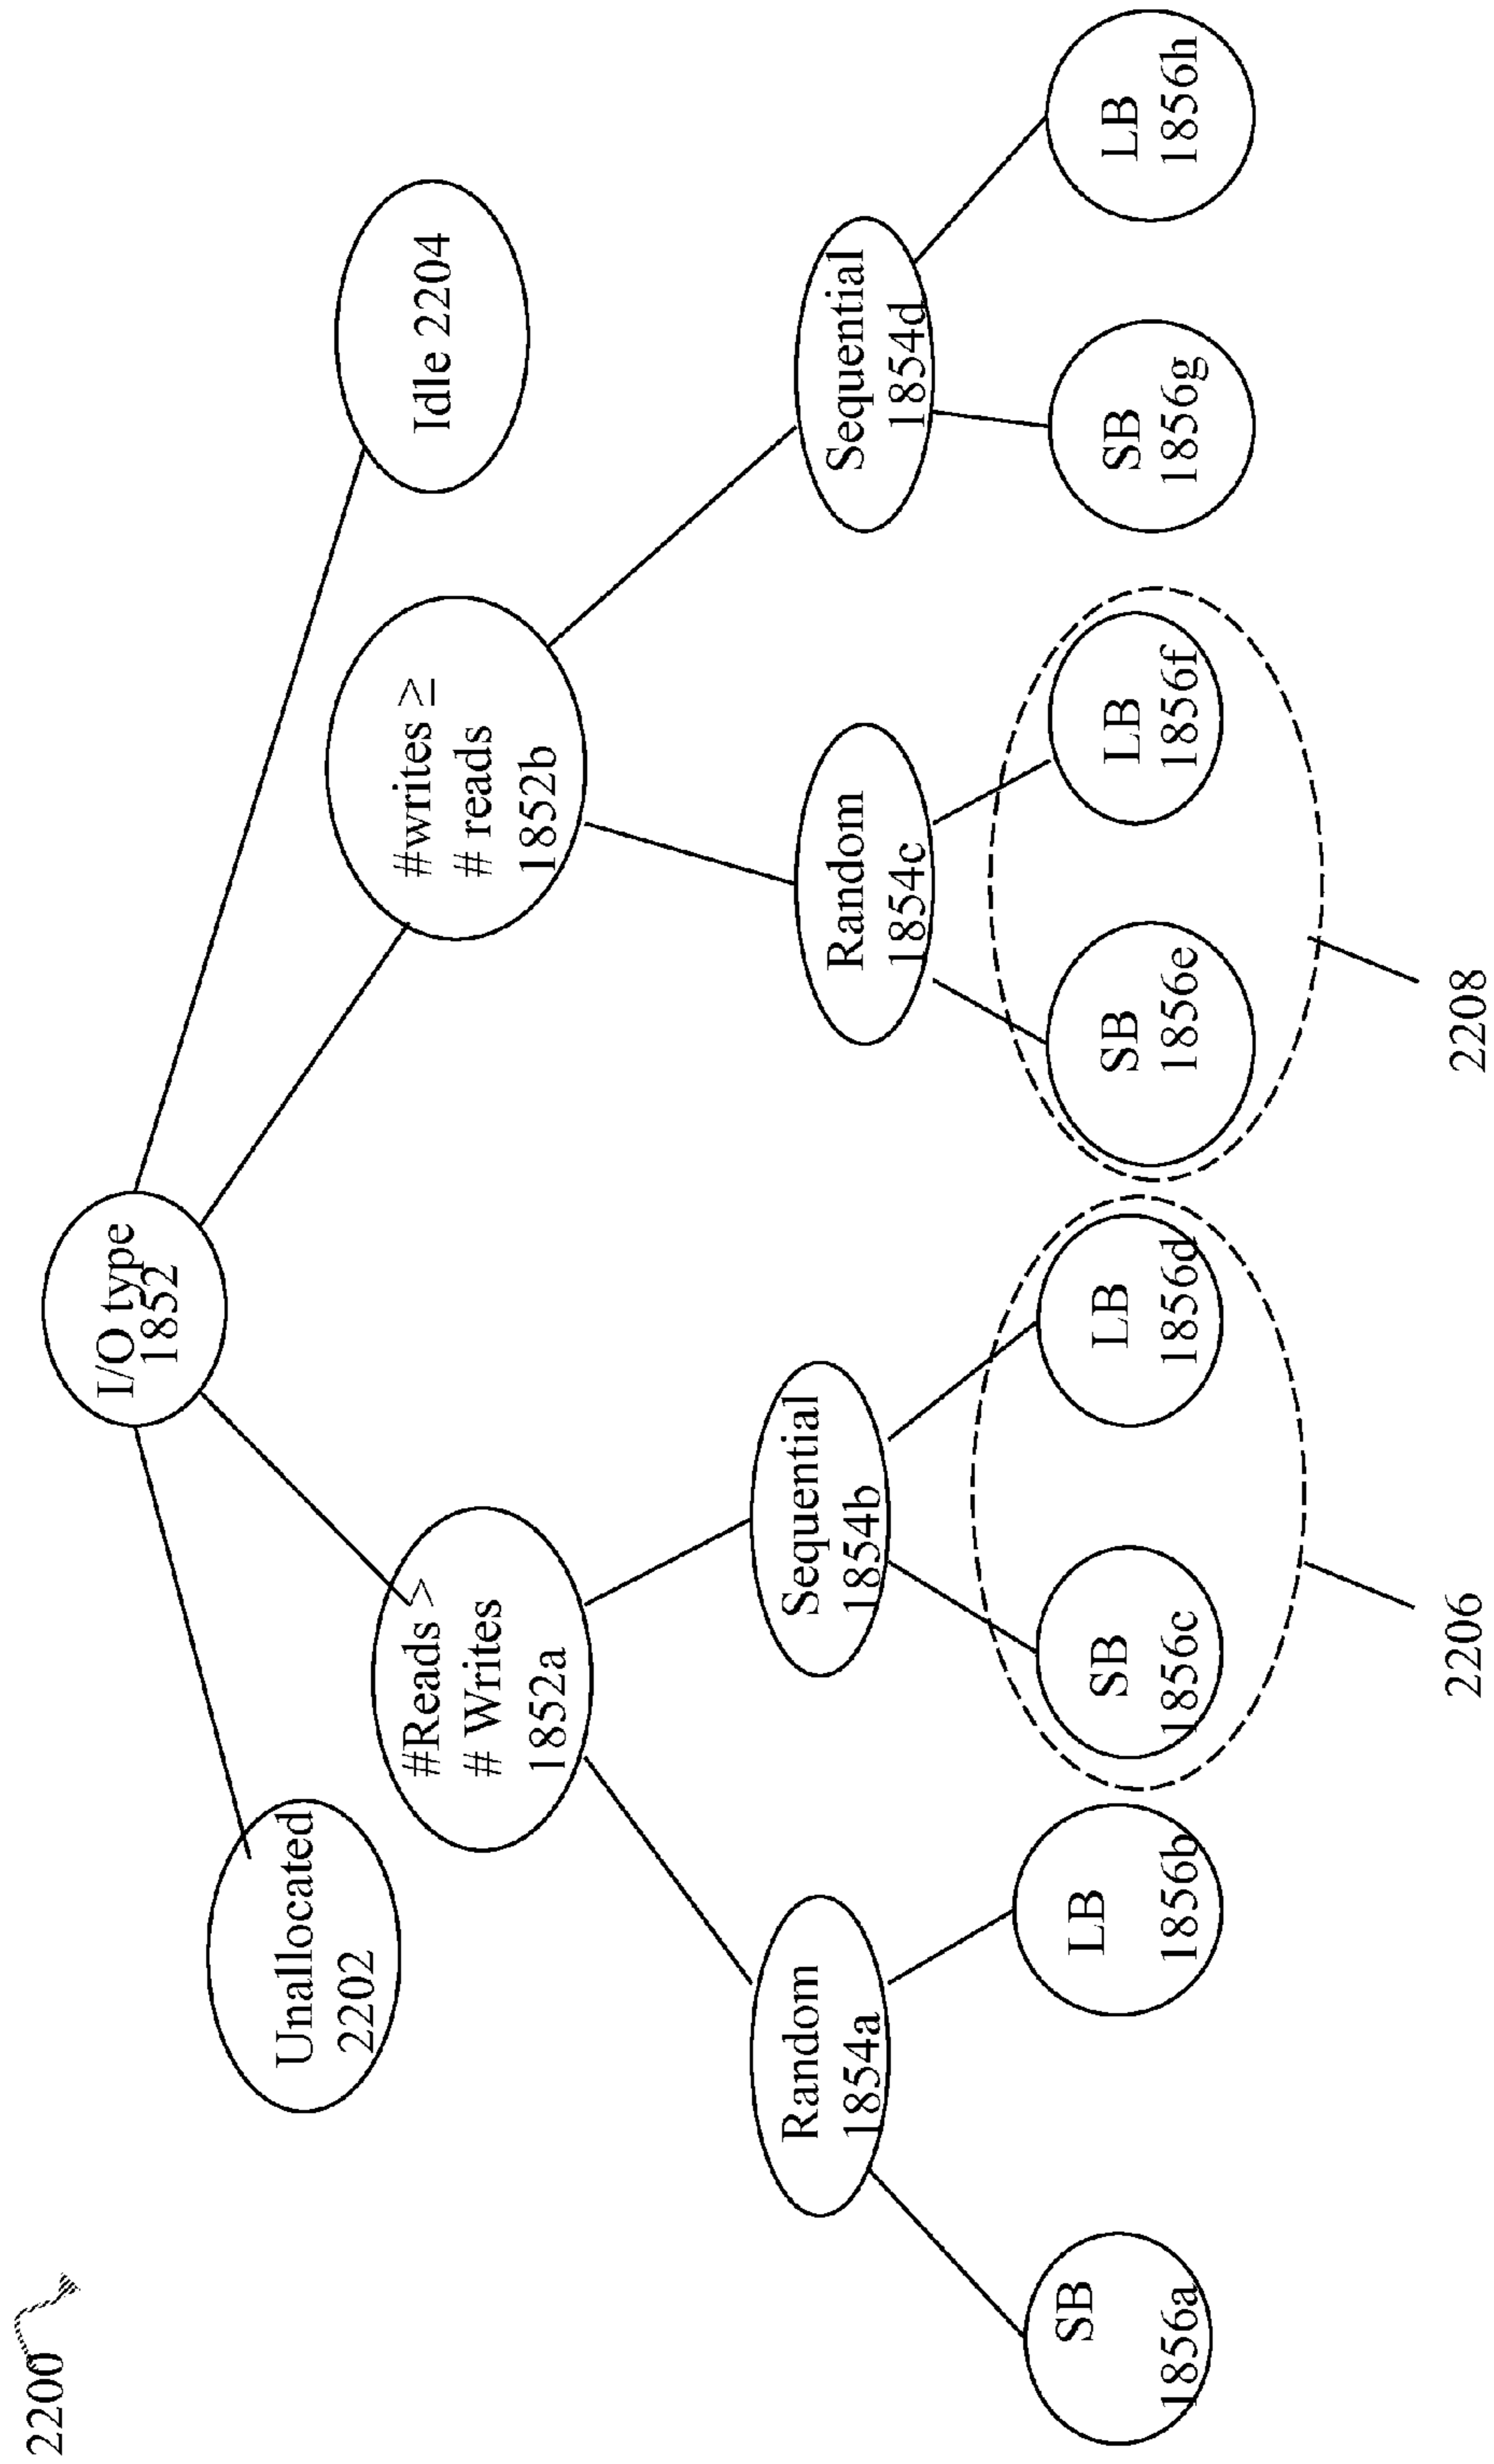 2200
I/O type
1852
Unallocated
2202
#Reads >
# Writes
1852a
#writes ≥
# reads
1852b
Idle 2204
Random
1854a
Sequential
1854b
Random
1854c
Sequential
1854d
SB
1856a
LB
1856b
SB
1856c
LB
1856d
SB
1856e
LB
1856f
SB
1856g
LB
1856h
2206
2208